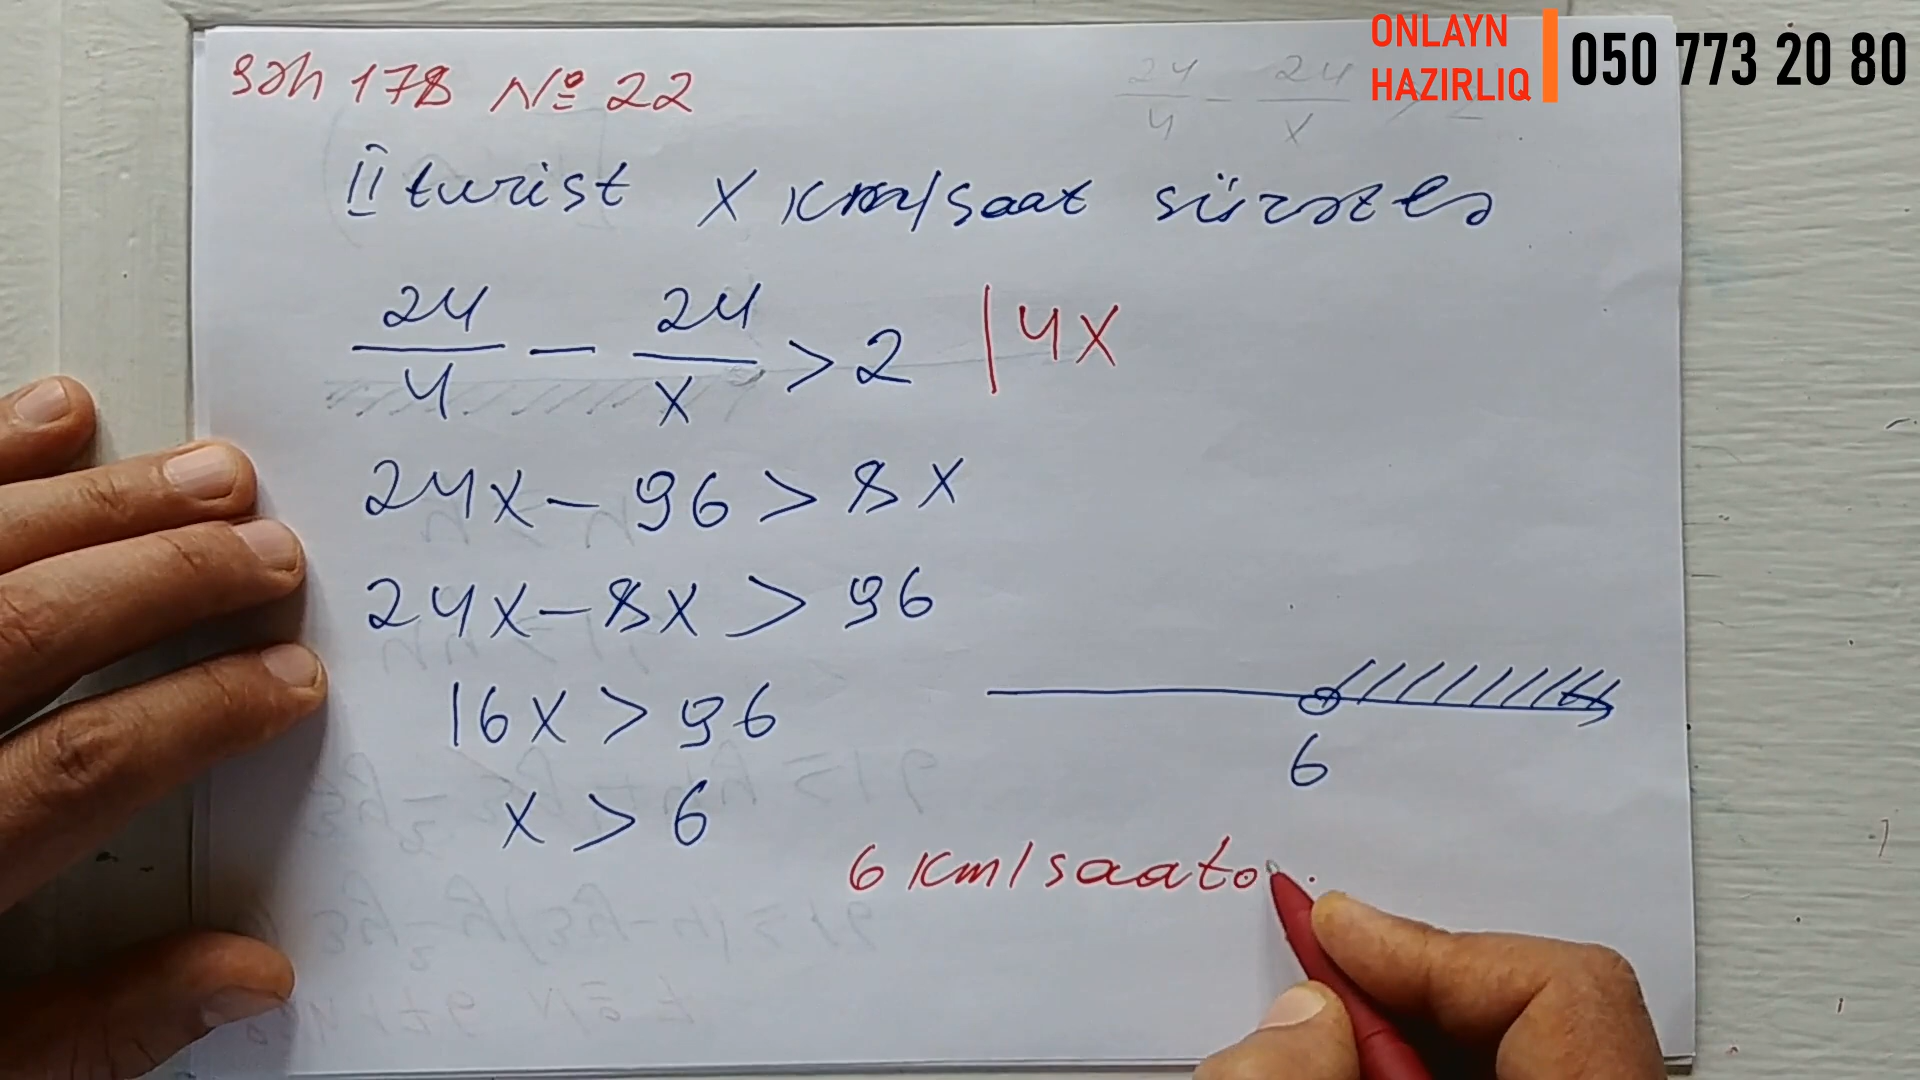 ONLAYN
HAZIRLIQ
050 773 20 80
səh 178 № 22
II turist x km/saat sürətlə
24/4 - 24/x > 2 | 4x
24x - 96 > 8x
24x - 8x > 96
16x > 96
x > 6
6
6 km/saat